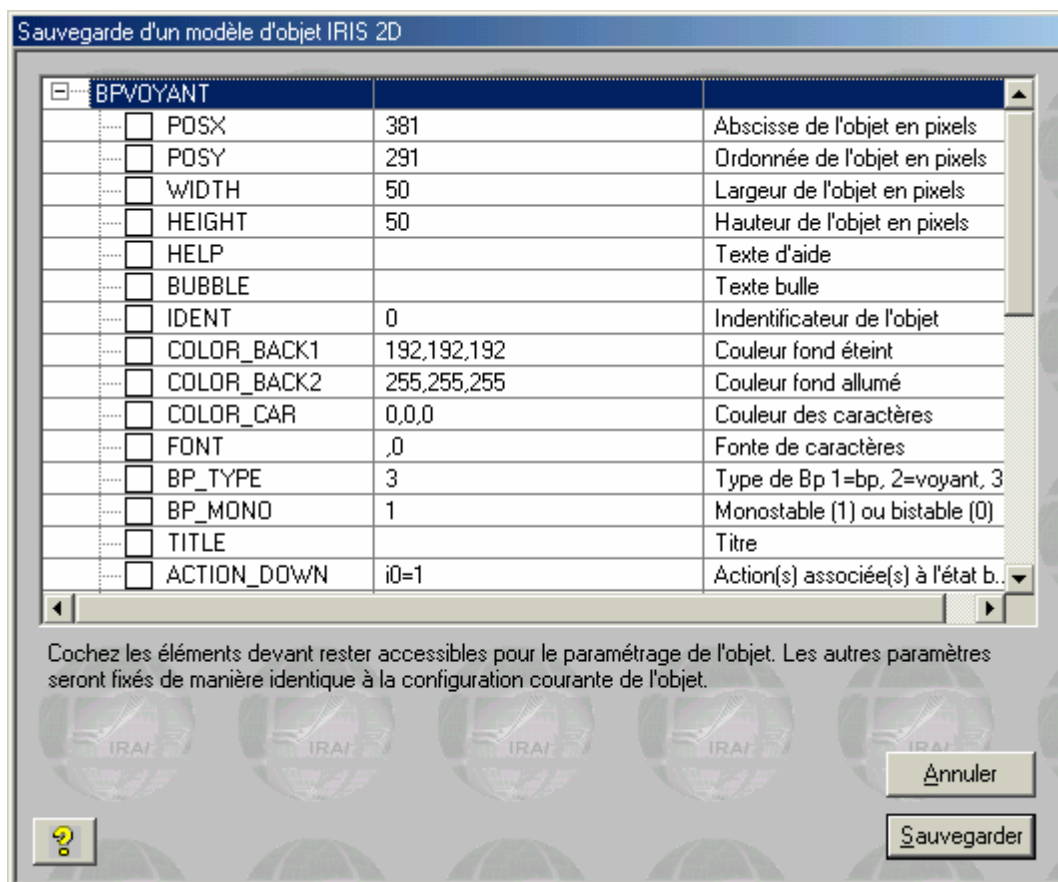 Sauvegarde d'un modèle d'objet IRIS 2D
BPVOYANT
POSX 381 Abscisse de l'objet en pixels
POSY 291 Ordonnée de l'objet en pixels
WIDTH 50 Largeur de l'objet en pixels
HEIGHT 50 Hauteur de l'objet en pixels
HELP Texte d'aide
BUBBLE Texte bulle
IDENT 0 Indentificateur de l'objet
COLOR_BACK1 192,192,192 Couleur fond éteint
COLOR_BACK2 255,255,255 Couleur fond allumé
COLOR_CAR 0,0,0 Couleur des caractères
FONT ,0 Fonte de caractères
BP_TYPE 3 Type de Bp 1=bp, 2=voyant, 3
BP_MONO 1 Monostable (1) ou bistable (0)
TITLE Titre
ACTION_DOWN i0=1 Action(s) associée(s) à l'état b...
Cochez les éléments devant rester accessibles pour le paramétrage de l'objet. Les autres paramètres
seront fixés de manière identique à la configuration courante de l'objet.
IRAI IRAI IRAI IRAI IRAI
Annuler
Sauvegarder